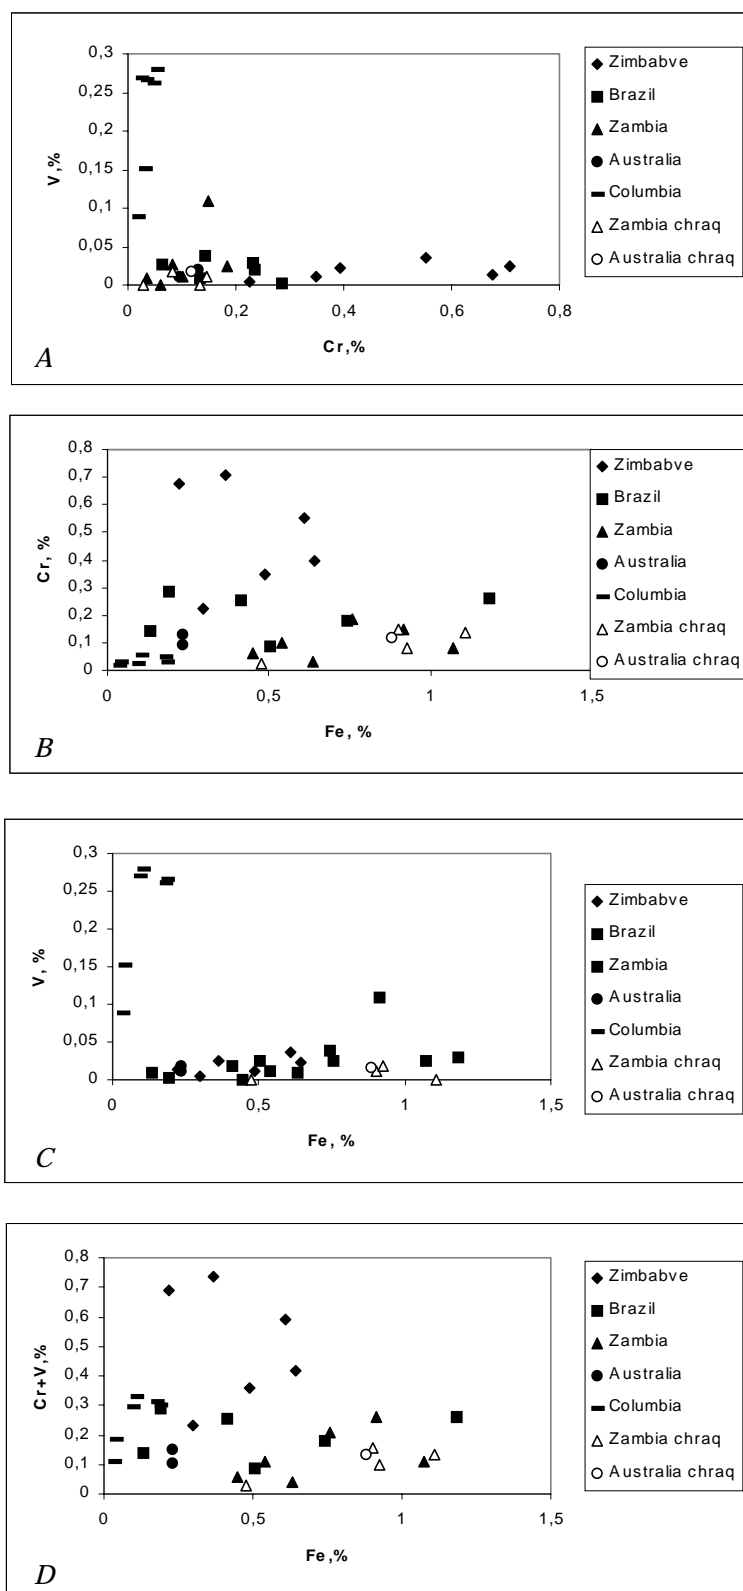 0,3
0,25
0,2
0,15
0,1
0,05
0
V,%
0 0,2 0,4 0,6 0,8
Cr,%
Zimbabve
Brazil
Zambia
Australia
Columbia
Zambia chraq
Australia chraq
A
0,8
0,7
0,6
0,5
0,4
0,3
0,2
0,1
0
Cr, %
0 0,5 1 1,5
Fe, %
Zimbabve
Brazil
Zambia
Australia
Columbia
Zambia chraq
Australia chraq
B
0,3
0,25
0,2
0,15
0,1
0,05
0
V, %
0 0,5 1 1,5
Fe, %
Zimbabve
Brazil
Zambia
Australia
Columbia
Zambia chraq
Australia chraq
C
0,8
0,7
0,6
0,5
0,4
0,3
0,2
0,1
0
Cr+V,%
0 0,5 1 1,5
Fe,%
Zimbabve
Brazil
Zambia
Australia
Columbia
Zambia chraq
Australia chraq
D